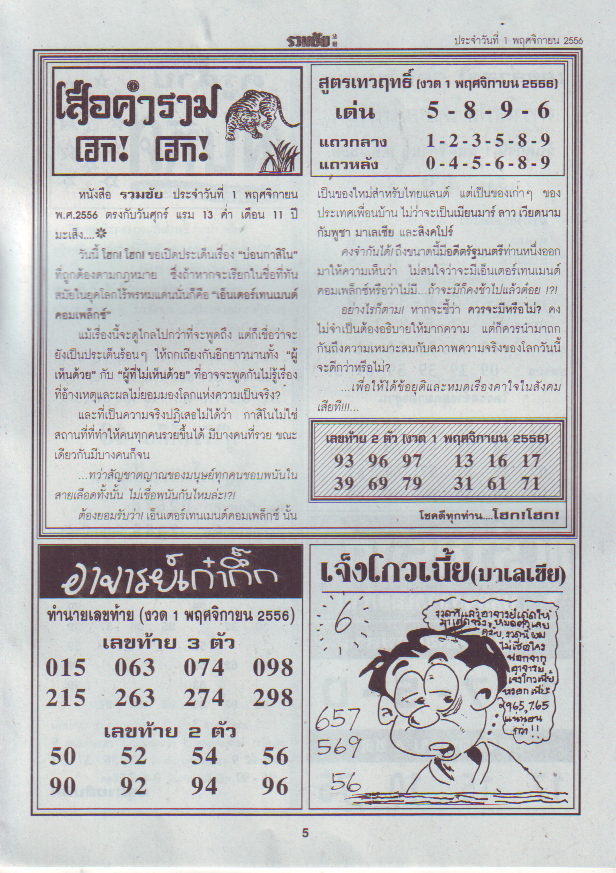 รวมชัย
ประจำวันที่ 1 พฤศจิกายน 2556
เสือคำรวม
โฮก! โฮก!
สูตรเทวฤทธิ์ (งวด 1 พฤศจิกายน 2556)
เด่น 5 - 8 - 9 - 6
แถวกลาง 1 - 2 - 3 - 5 - 8 - 9
แถวหลัง 0 - 4 - 5 - 6 - 8 - 9
หนังสือ รวมชัย ประจำวันที่ 1 พฤศจิกายน
พ.ศ.2556 ตรงกับวันศุกร์ แรม 13 ค่ำ เดือน 11 ปี
มะเส็ง....
วันนี้ โฮก! โฮก! ขอเปิดประเด็นเรื่อง "บ่อนกาสิโน"
ที่ถูกต้องตามกฎหมาย ซึ่งถ้าหากจะเรียกในชื่อที่ทัน
สมัยในยุคโลกไร้พรหมแดนนั่นก็คือ "เอ็นเตอร์เทนเมนต์
คอมเพล็กซ์"
แม้เรื่องนี้จะดูไกลไปกว่าที่จะพูดถึง แต่ก็เชื่อว่าจะ
ยังเป็นประเด็นร้อนๆ ให้ถกเถียงกันอีกยาวนานทั้ง "ผู้
เห็นด้วย" กับ "ผู้ที่ไม่เห็นด้วย" ที่อาจจะพูดกันไม่รู้เรื่อง
ที่อ้างเหตุและผลไม่ยอมมองโลกแห่งความเป็นจริง?
และที่เป็นความจริงปฏิเสธไม่ได้ว่า กาสิโนไม่ใช่
สถานที่ที่ทำให้คนทุกคนรวยขึ้นได้ มีบางคนที่รวย ขณะ
เดียวกันมีบางคนก็จน
...ทว่าสัญชาตญาณของมนุษย์ทุกคนชอบพนันใน
สายเลือดทั้งนั้น ไม่เชื่อพนันกันไหมล่ะ!?!
ต้องยอมรับว่า! เอ็นเตอร์เทนเมนต์คอมเพล็กซ์ นั้น
เป็นของใหม่สำหรับไทยแลนด์ แต่เป็นของเก่าๆ ของ
ประเทศเพื่อนบ้าน ไม่ว่าจะเป็นเมียนมาร์ ลาว เวียดนาม
กัมพูชา มาเลเซีย และสิงคโปร์
คงจำกันได้! ถึงขนาดนี้มีอดีตรัฐมนตรีท่านหนึ่งออก
มาให้ความเห็นว่า ไม่สนใจว่าจะมีเอ็นเตอร์เทนเมนต์
คอมเพล็กซ์หรือว่าไม่มี...ถ้าจะมีก็คงช้าไปแล้วต๋อย !?!
อย่างไรก็ตาม! หากจะชี้ว่า ควรจะมีหรือไม่? คง
ไม่จำเป็นต้องอธิบายให้มากความ แต่ก็ควรนำมาถก
กันถึงความเหมาะสมกับสภาพความจริงของโลกวันนี้
จะดีกว่าหรือไม่?
...เพื่อให้ได้ข้อยุติและหมดเรื่องคาใจในสังคม
เสียที!!!...
เลขท้าย 2 ตัว (งวด 1 พฤศจิกายน 2556)
93 96 97 13 16 17
39 69 79 31 61 71
โชคดีทุกท่าน....โฮก!โฮก!
อาจารย์เก๋ากึ๊ก
ทำนายเลขท้าย (งวด 1 พฤศจิกายน 2556)
เลขท้าย 3 ตัว
015 063 074 098
215 263 274 298
เลขท้าย 2 ตัว
50 52 54 56
90 92 94 96
เจ็งโกวเนี้ย(มาเลเซีย)
6
657
569
56
งวดที่แล้วอาจารย์เด็ดให้
ไม่เชื่อใคร
นอกจาก
อาจารย์
เจ็งโกวเนี้ย
965,765
แน่นอน
5